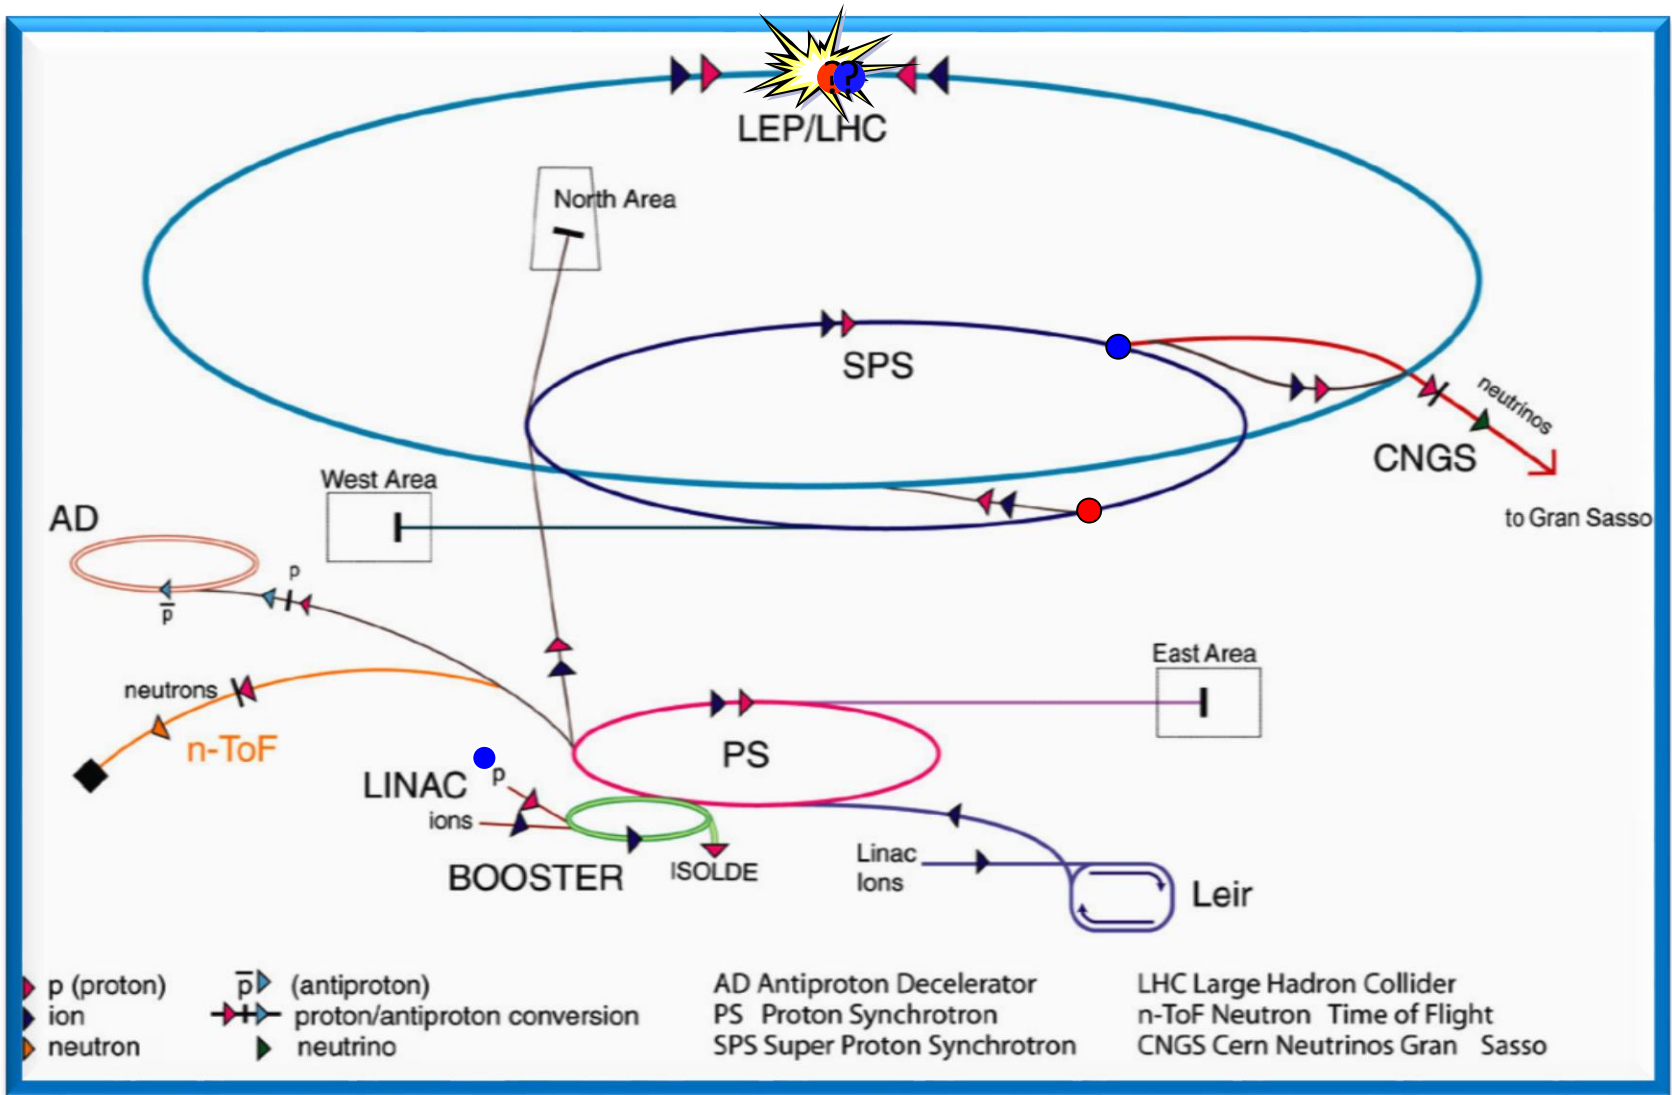 ? ?
LEP/LHC
North Area
SPS
neutrinos
CNGS
West Area
to Gran Sasso
AD
p
p̅
East Area
neutrons
n-ToF
PS
LINAC
p
ions
BOOSTER
ISOLDE
Linac
Ions
Leir
p (proton)
ion
neutron
p̅ (antiproton)
proton/antiproton conversion
neutrino
AD Antiproton Decelerator
PS Proton Synchrotron
SPS Super Proton Synchrotron
LHC Large Hadron Collider
n-ToF Neutron Time of Flight
CNGS Cern Neutrinos Gran Sasso